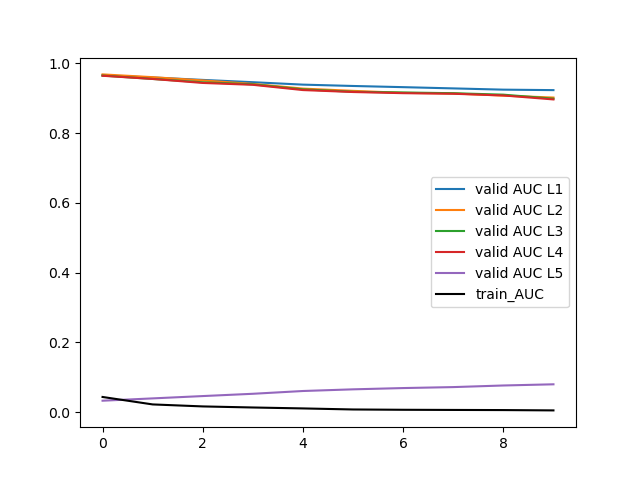 1.0
0.8
0.6
0.4
0.2
0.0
0 2 4 6 8
valid AUC L1
valid AUC L2
valid AUC L3
valid AUC L4
valid AUC L5
train_AUC